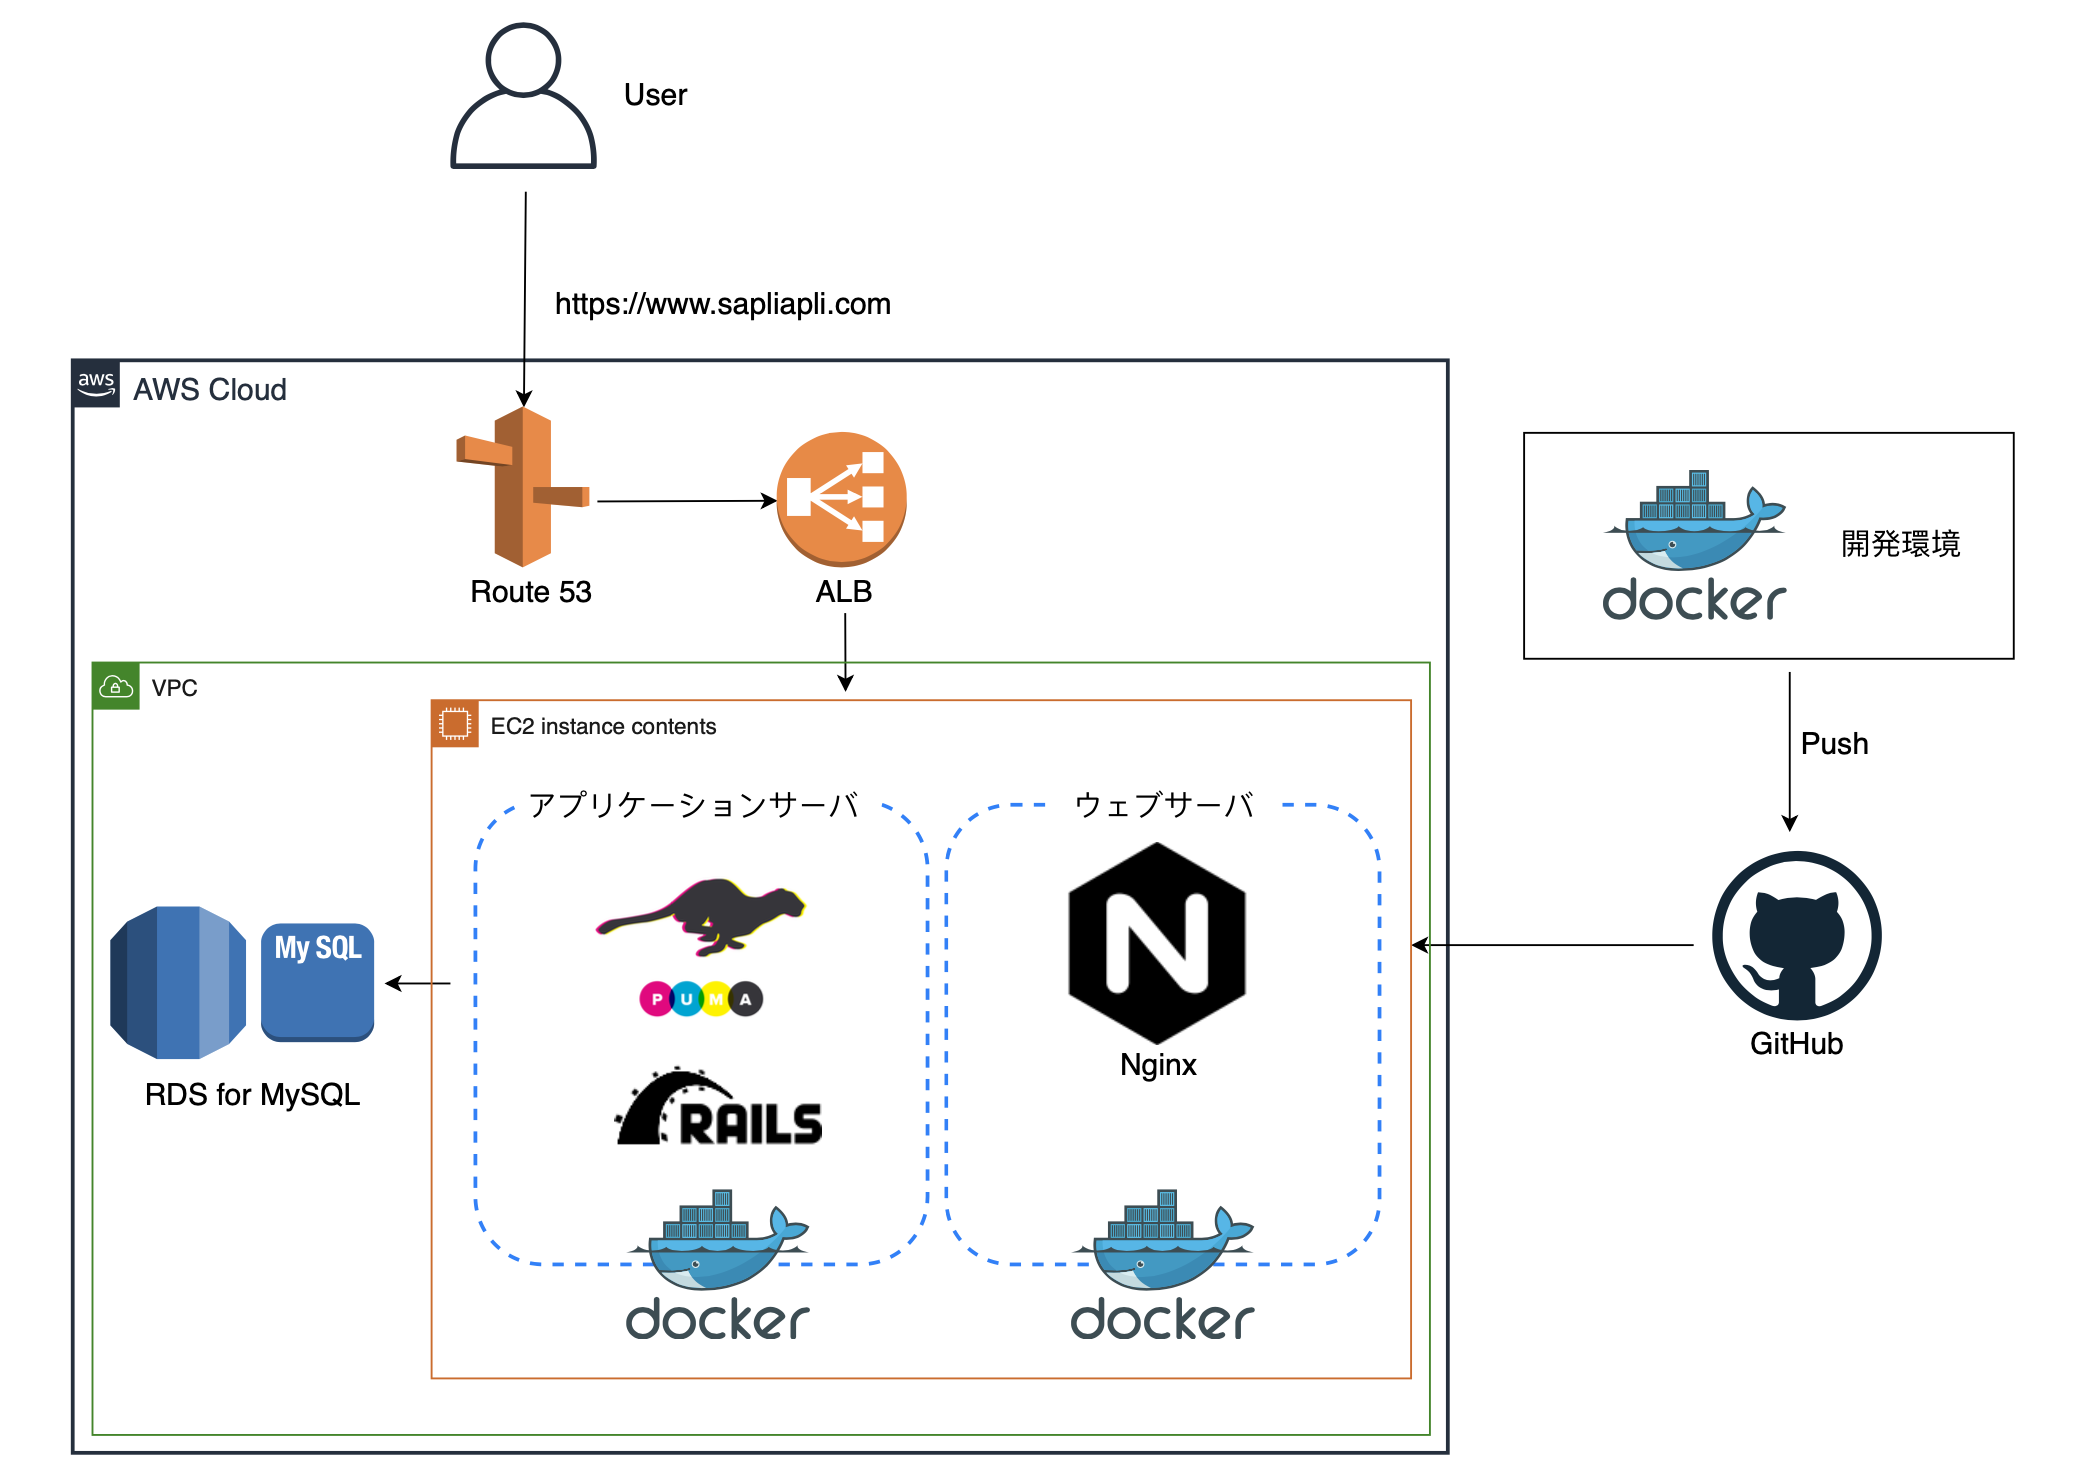 User
https://www.sapliapli.com
aws
AWS Cloud
Route 53
ALB
docker
開発環境
VPC
EC2 instance contents
Push
アプリケーションサーバ
ウェブサーバ
PUMA
My SQL
RDS for MySQL
Nginx
GitHub
RAILS
docker
docker